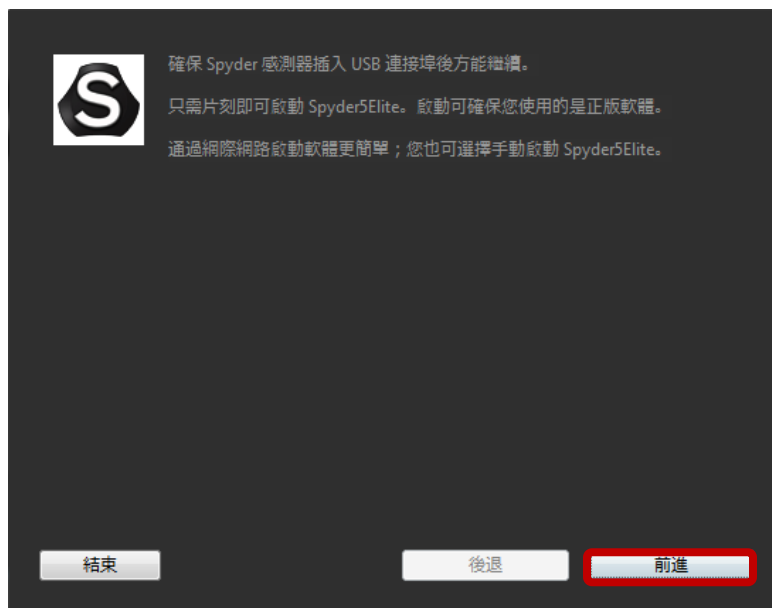 確保 Spyder 感測器插入 USB 連接埠後方能繼續。
只需片刻即可啟動 Spyder5Elite。啟動可確保您使用的是正版軟體。
通過網際網路啟動軟體更簡單；您也可選擇手動啟動 Spyder5Elite。
S
結束
後退
前進